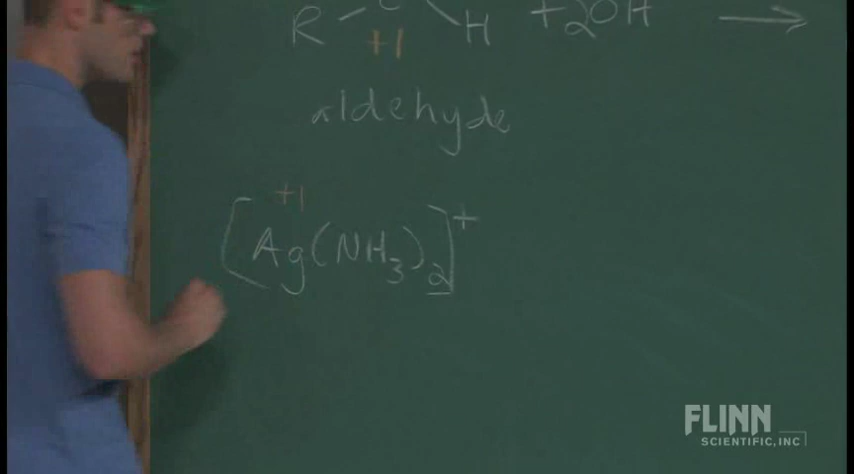 C
R H +2OH →
+1
aldehyde
+1
[Ag(NH3)2]+
FLINN
SCIENTIFIC, INC